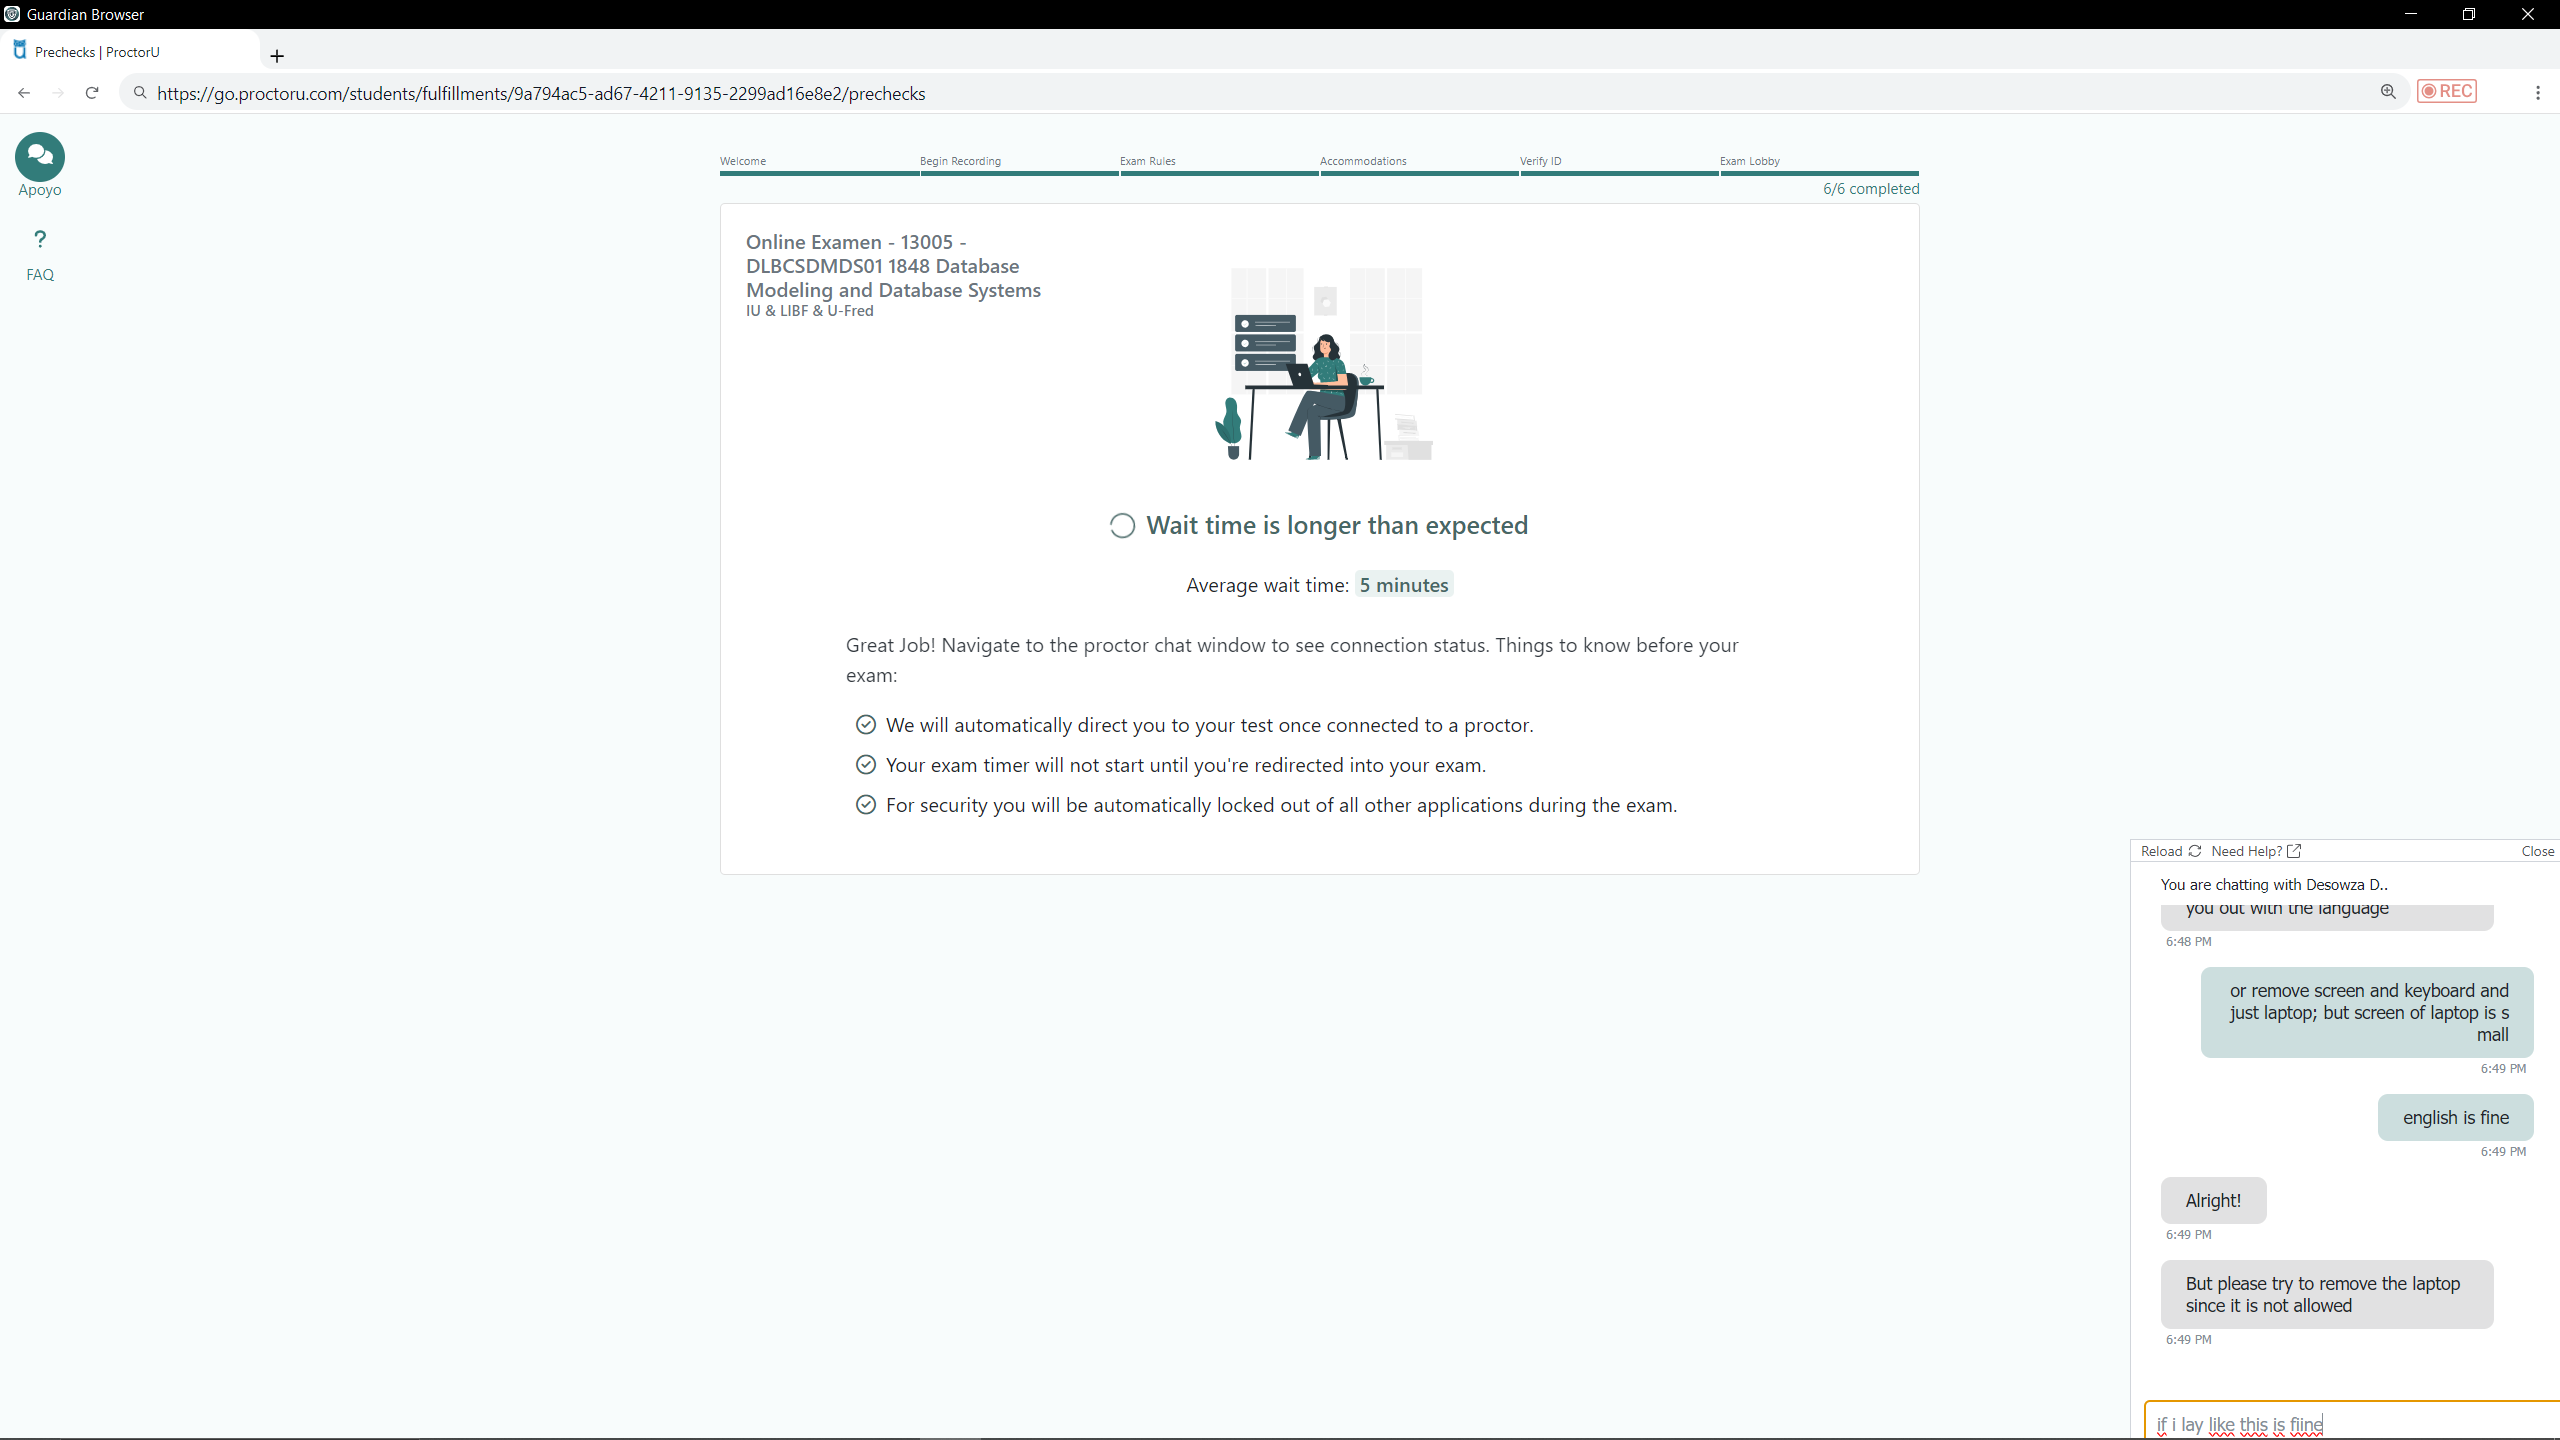 Guardian Browser
Prechecks | ProctorU
https://go.proctoru.com/students/fulfillments/9a794ac5-ad67-4211-9135-2299ad16e8e2/prechecks
REC
Apoyo
?
FAQ
Welcome
Begin Recording
Exam Rules
Accommodations
Verify ID
Exam Lobby
6/6 completed
Online Examen - 13005 -
DLBCSDMDS01 1848 Database
Modeling and Database Systems
IU & LIBF & U-Fred
Wait time is longer than expected
Average wait time: 5 minutes
Great Job! Navigate to the proctor chat window to see connection status. Things to know before your
exam:
We will automatically direct you to your test once connected to a proctor.
Your exam timer will not start until you're redirected into your exam.
For security you will be automatically locked out of all other applications during the exam.
Reload Need Help? Close
You are chatting with Desowza D..
you out with the language
6:48 PM
or remove screen and keyboard and
just laptop; but screen of laptop is s
mall
6:49 PM
english is fine
6:49 PM
Alright!
6:49 PM
But please try to remove the laptop
since it is not allowed
6:49 PM
if i lay like this is fiine